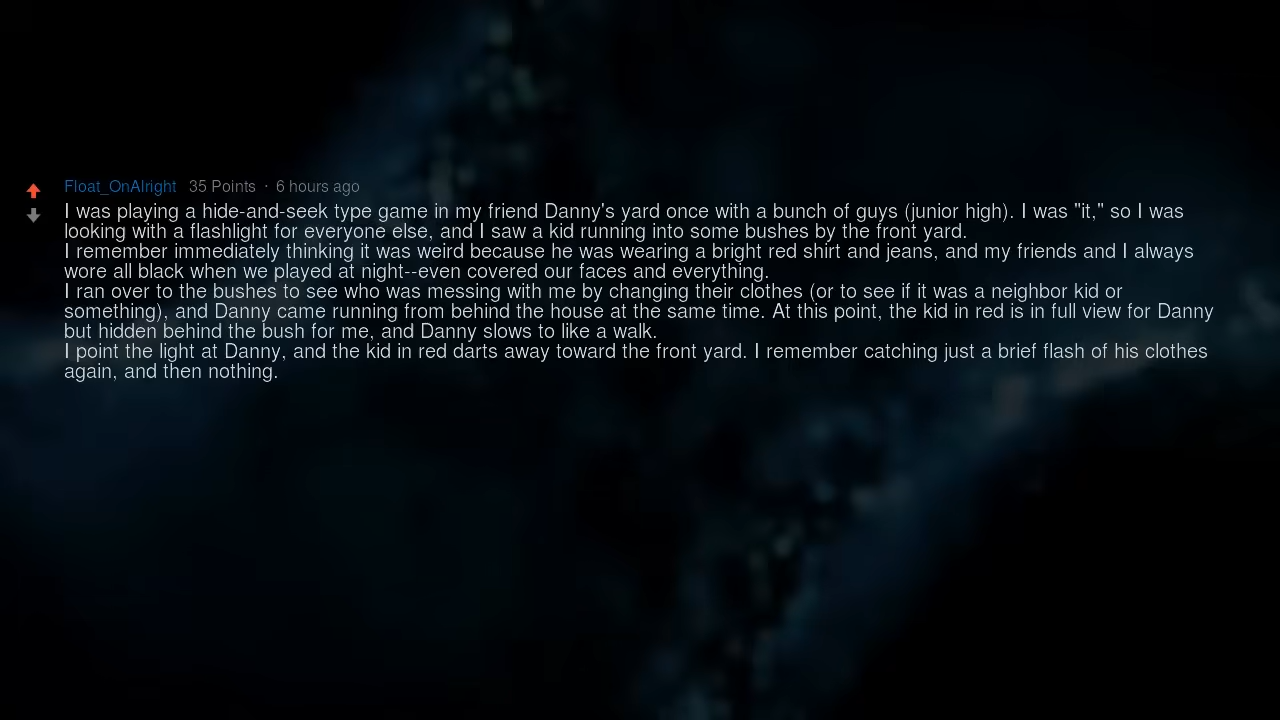 Float_OnAlright 35 Points · 6 hours ago
I was playing a hide-and-seek type game in my friend Danny's yard once with a bunch of guys (junior high). I was "it," so I was
looking with a flashlight for everyone else, and I saw a kid running into some bushes by the front yard.
I remember immediately thinking it was weird because he was wearing a bright red shirt and jeans, and my friends and I always
wore all black when we played at night--even covered our faces and everything.
I ran over to the bushes to see who was messing with me by changing their clothes (or to see if it was a neighbor kid or
something), and Danny came running from behind the house at the same time. At this point, the kid in red is in full view for Danny
but hidden behind the bush for me, and Danny slows to like a walk.
I point the light at Danny, and the kid in red darts away toward the front yard. I remember catching just a brief flash of his clothes
again, and then nothing.